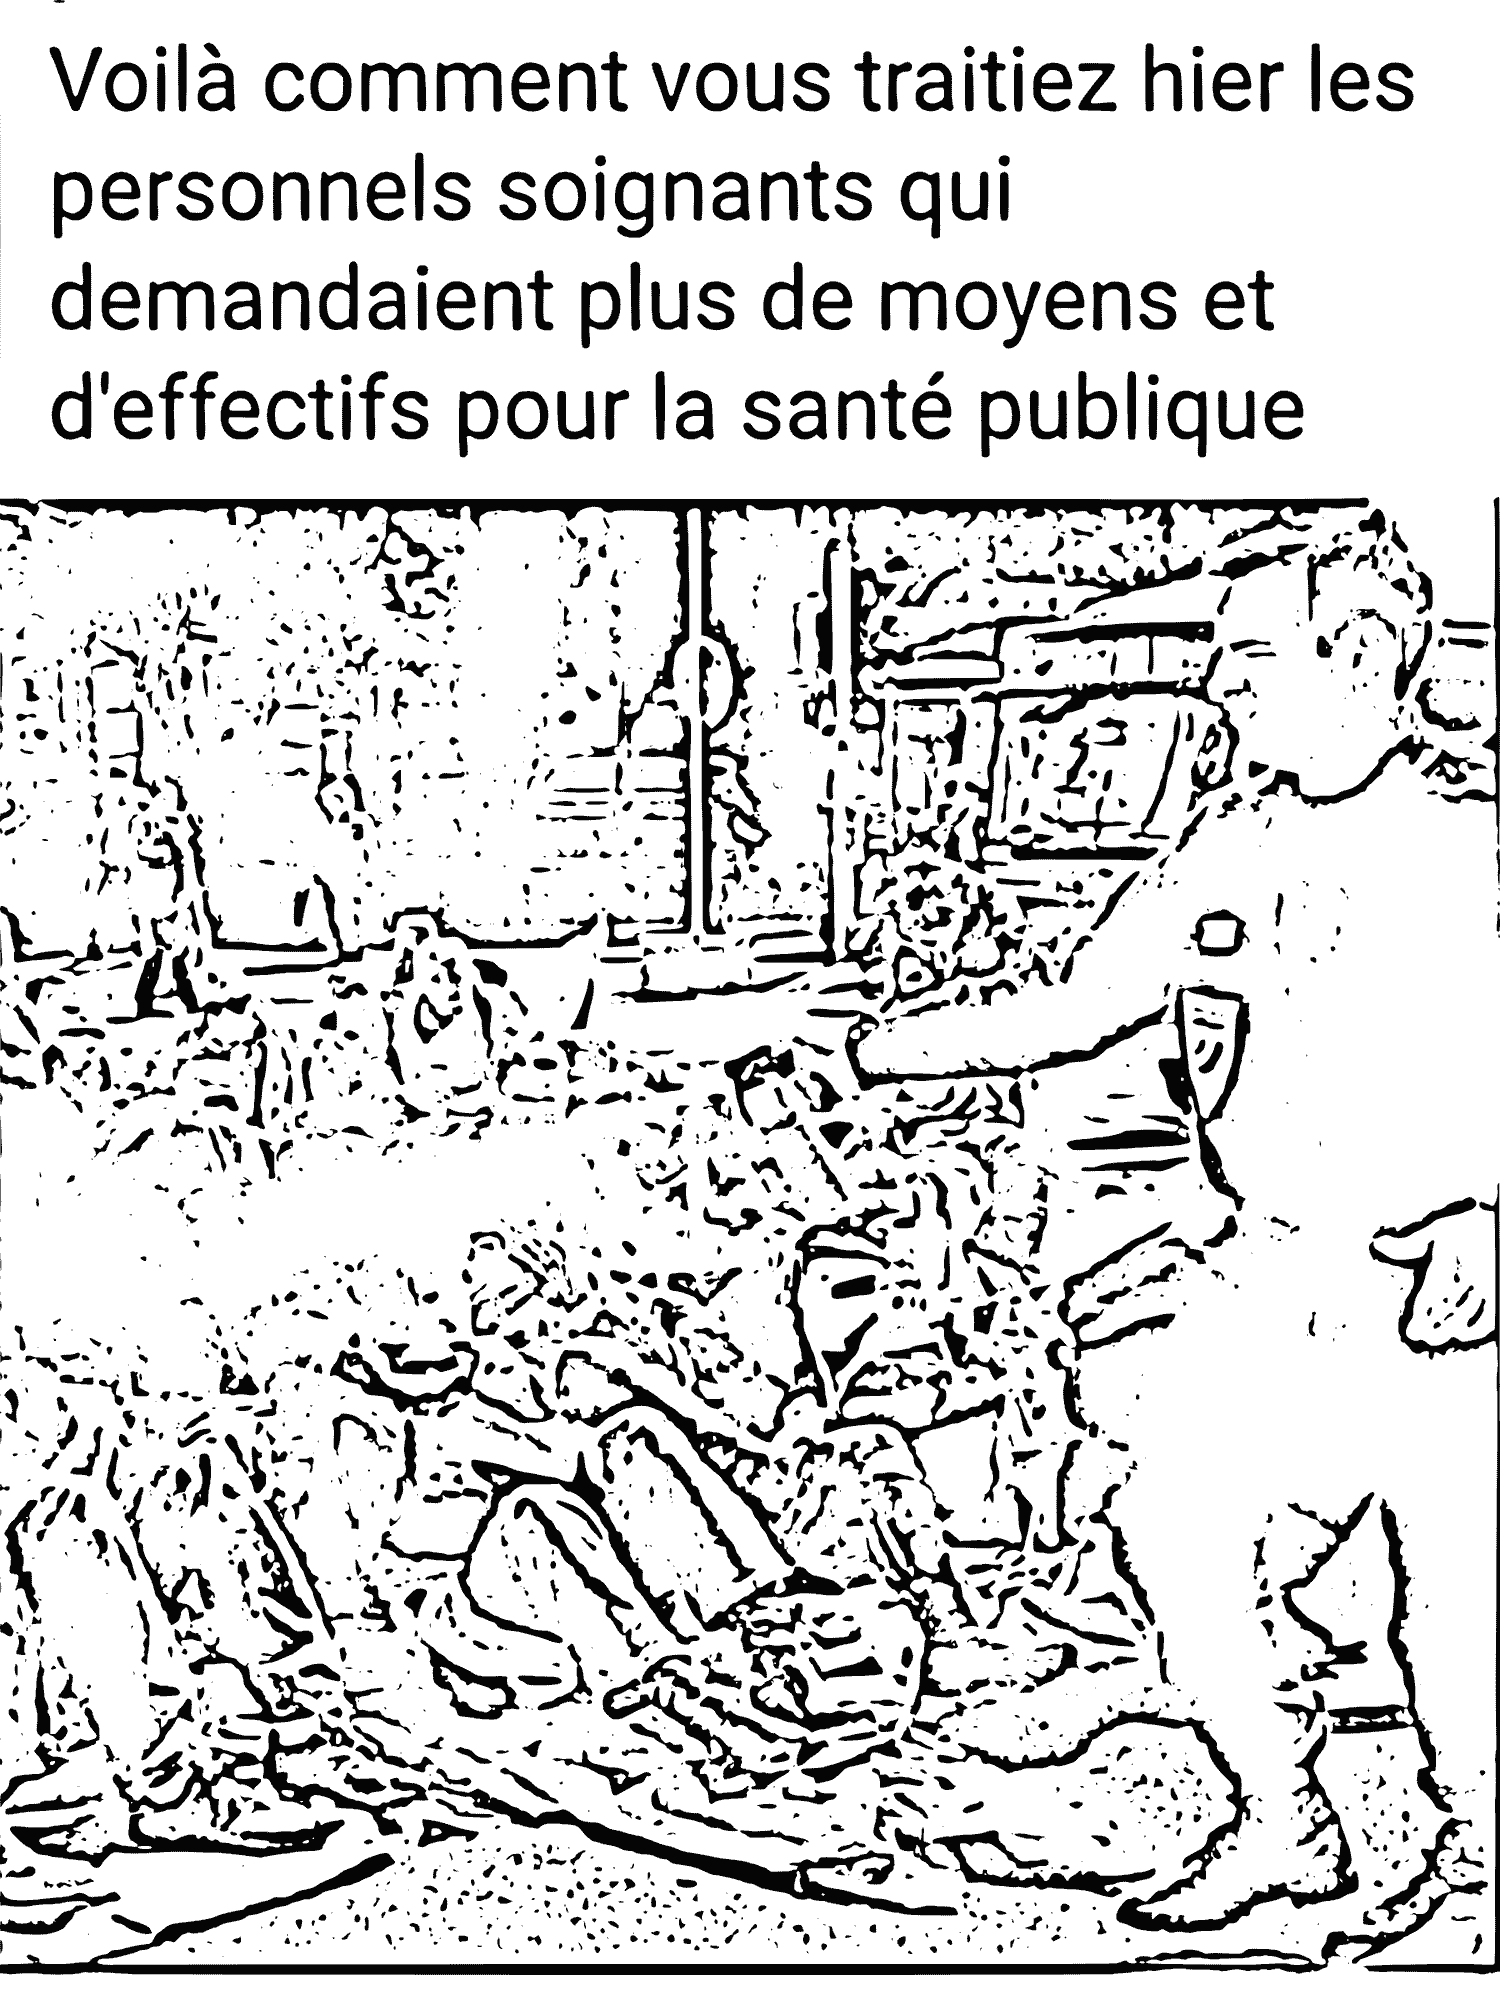 Voilà comment vous traitiez hier les
personnels soignants qui
demandaient plus de moyens et
d'effectifs pour la santé publique